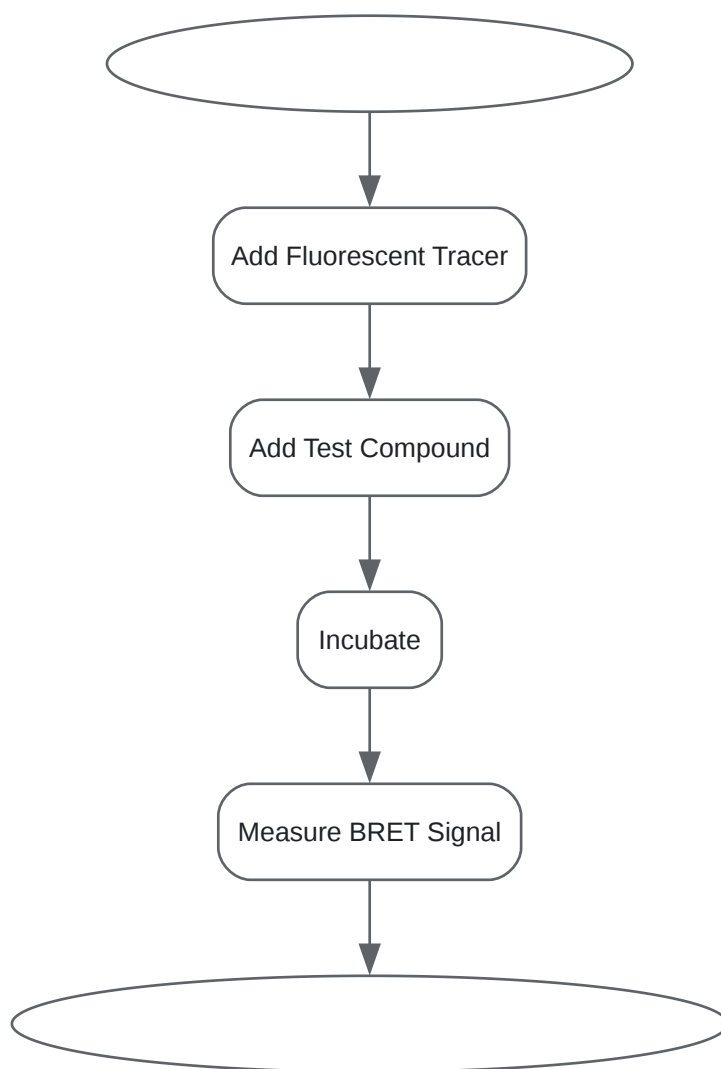 Add Fluorescent Tracer
Add Test Compound
Incubate
Measure BRET Signal